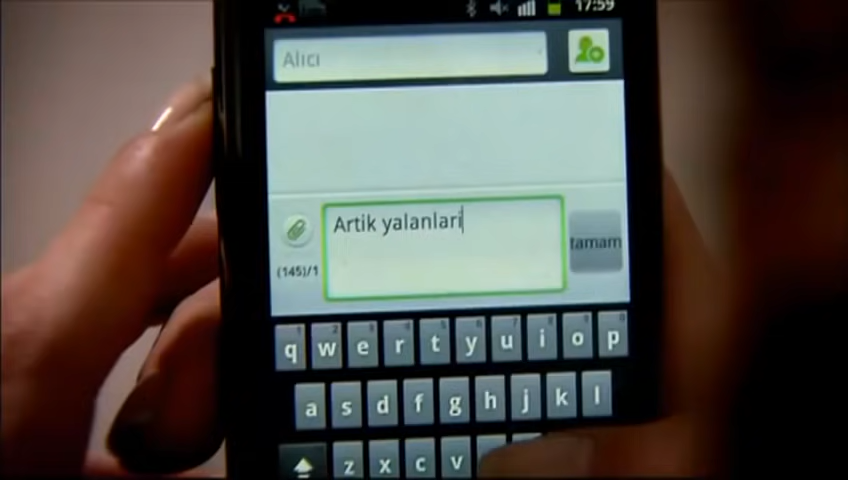 17:59
Alıcı
Artik yalanlari
tamam
(145)/1
q w e r t y u i o p
a s d f g h j k l
z x c v